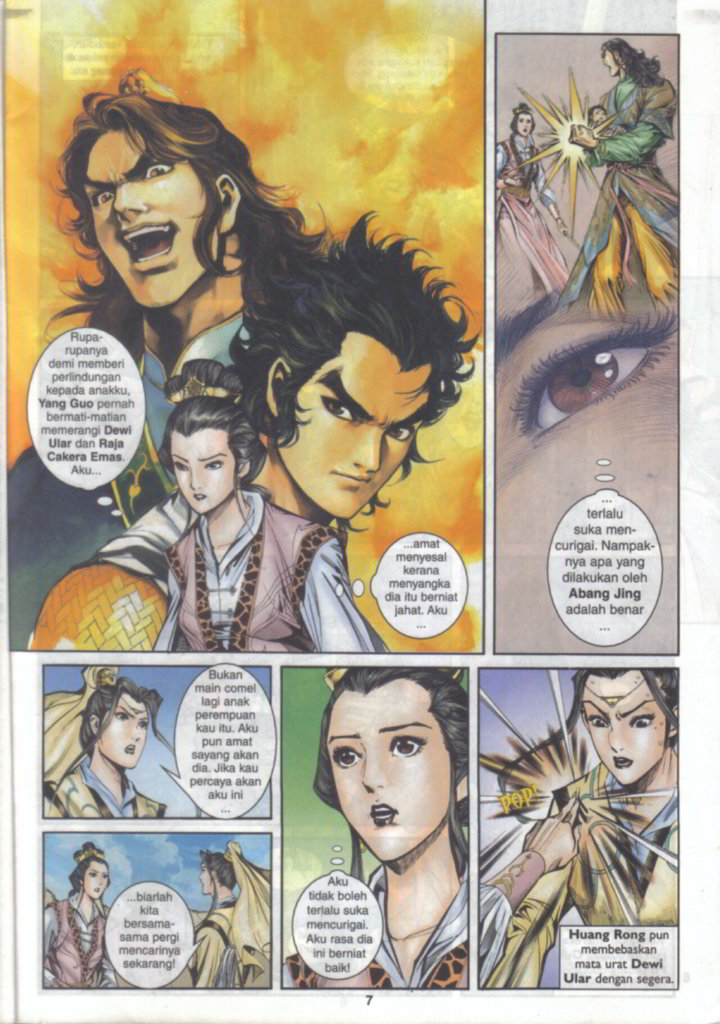 Rupa-
rupanya
demi memberi
perlindungan
kepada anakku,
Yang Guo pernah
bermati-matian
memerangi Dewi
Ular dan Raja
Cakera Emas.
Aku...
...amat
menyesal
kerana
menyangka
dia itu berniat
jahat. Aku
...
...
terlalu
suka men-
curigai. Nampak-
nya apa yang
dilakukan oleh
Abang Jing
adalah benar
...
Bukan
main comel
lagi anak
perempuan
kau itu. Aku
pun amat
sayang akan
dia. Jika kau
percaya akan
aku ini
...
...biarlah
kita
bersama-
sama pergi
mencarinya
sekarang!
Aku
tidak boleh
terlalu suka
mencurigai.
Aku rasa dia
ini berniat
baik!
POP!
Huang Rong pun
membebaskan
mata urat Dewi
Ular dengan segera.
7